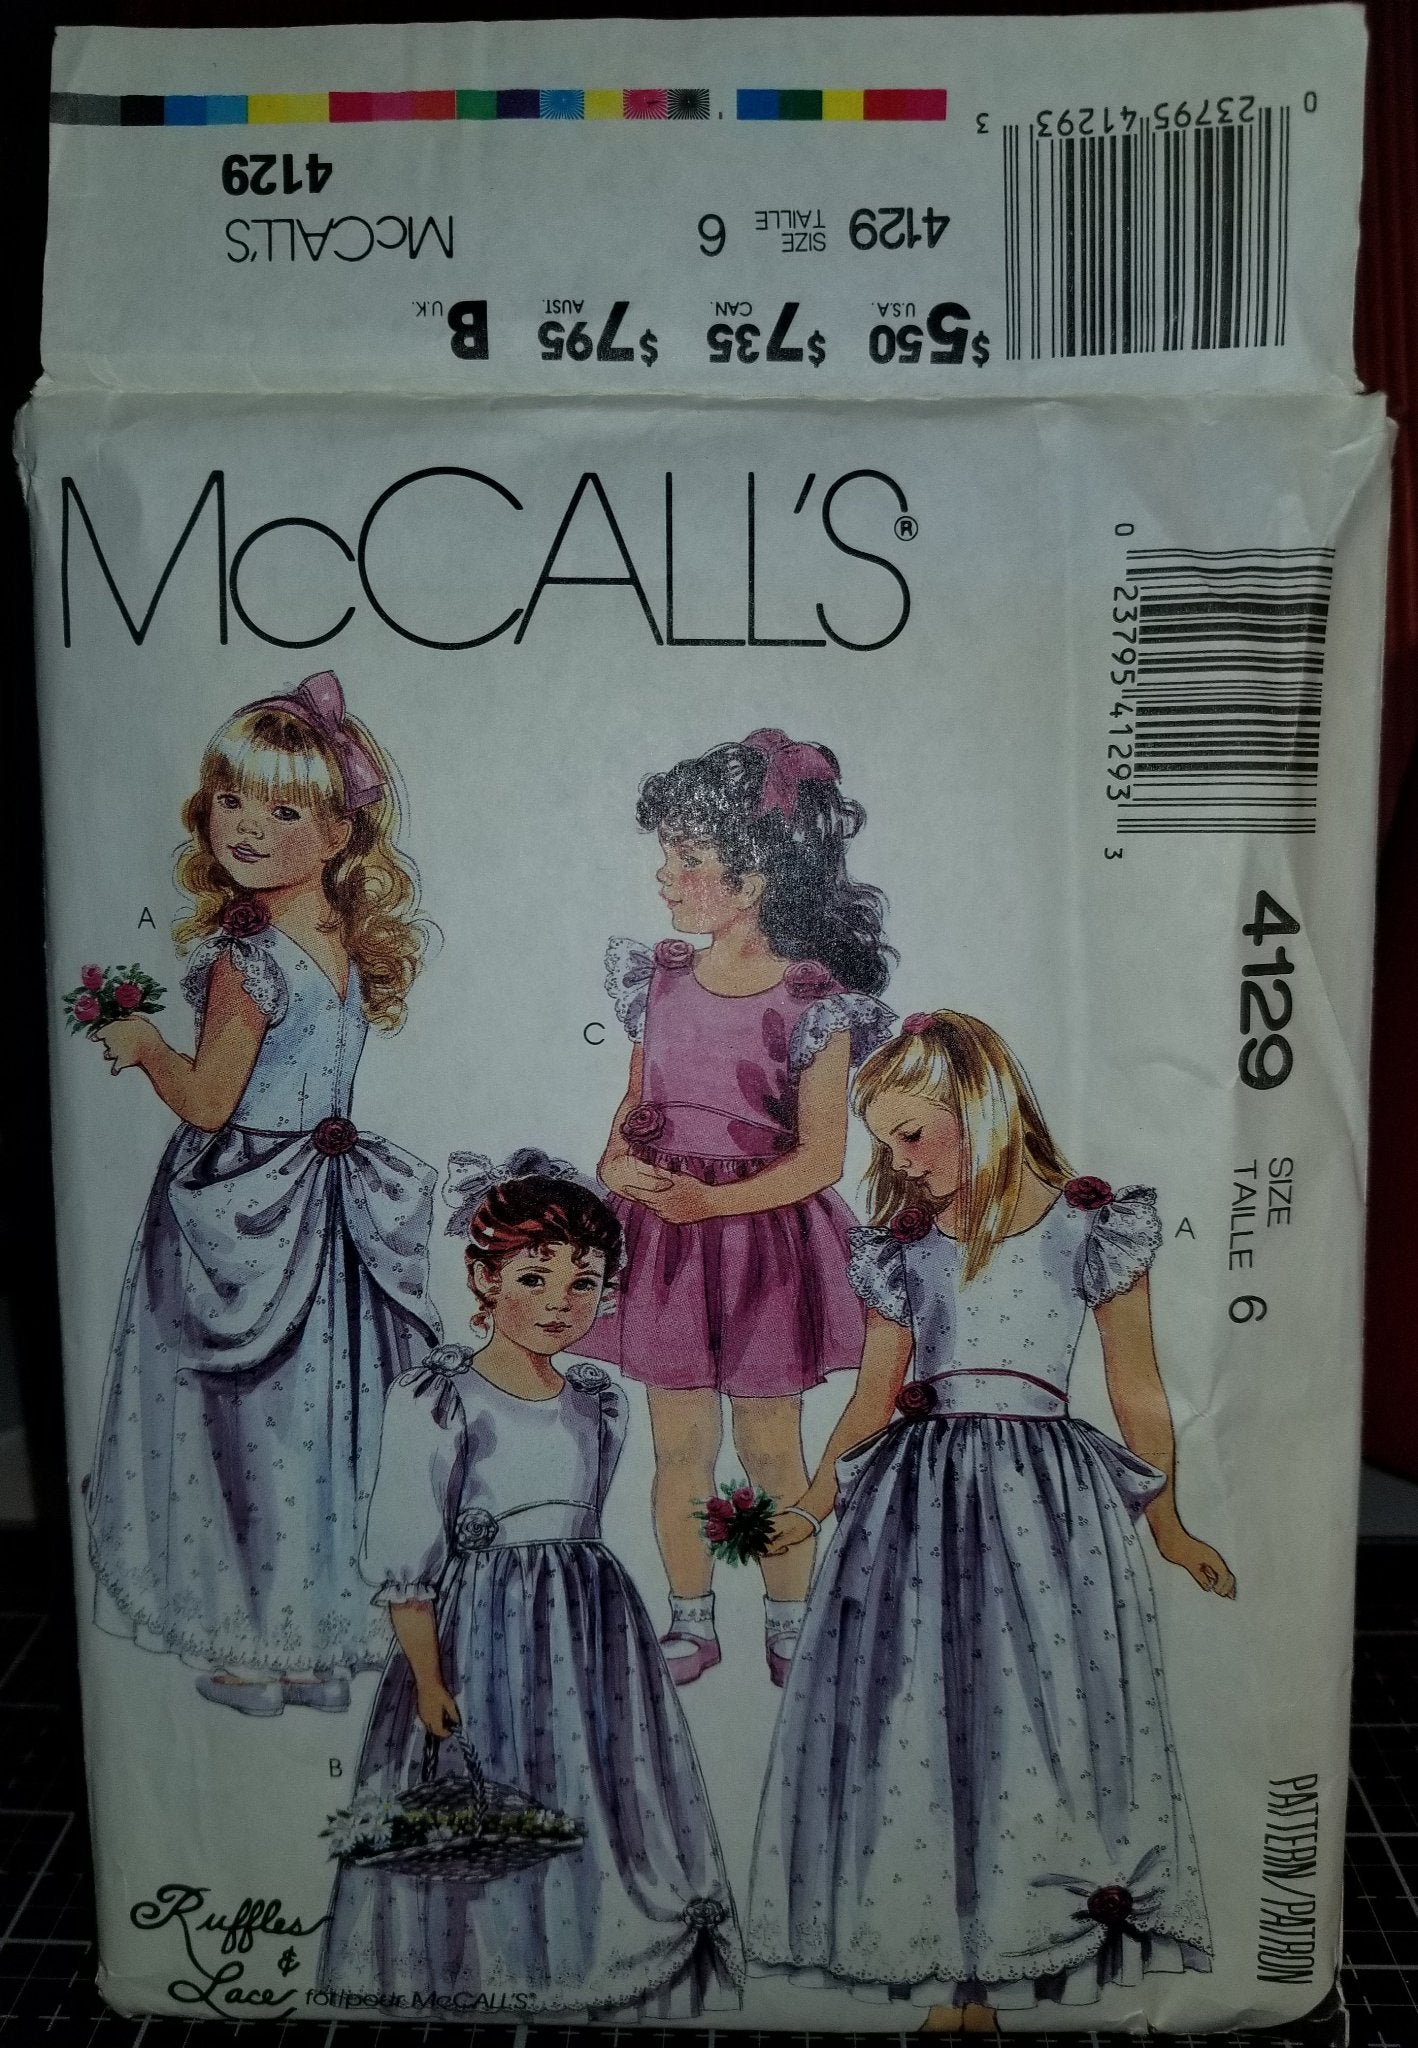 0 23795 41293 3
4129
McCALL'S
4129 SIZE TAILLE 6
$5.50 U.S.A. $7.35 CAN. $7.95 AUST. B U.K.
McCALL'S®
0 23795 41293 3
4129 SIZE TAILLE 6
A
C
A
B
PATTERN/PATRON
Ruffles
&
Lace for/pour McCALL'S®